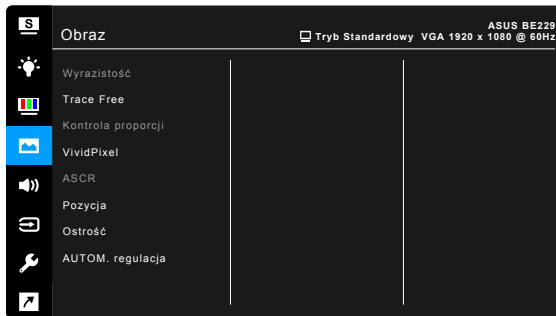 S
ASUS BE229
Obraz
Tryb Standardowy VGA 1920 x 1080 @ 60Hz
Wyrazistość
Trace Free
Kontrola proporcji
VividPixel
ASCR
Pozycja
Ostrość
AUTOM. regulacja